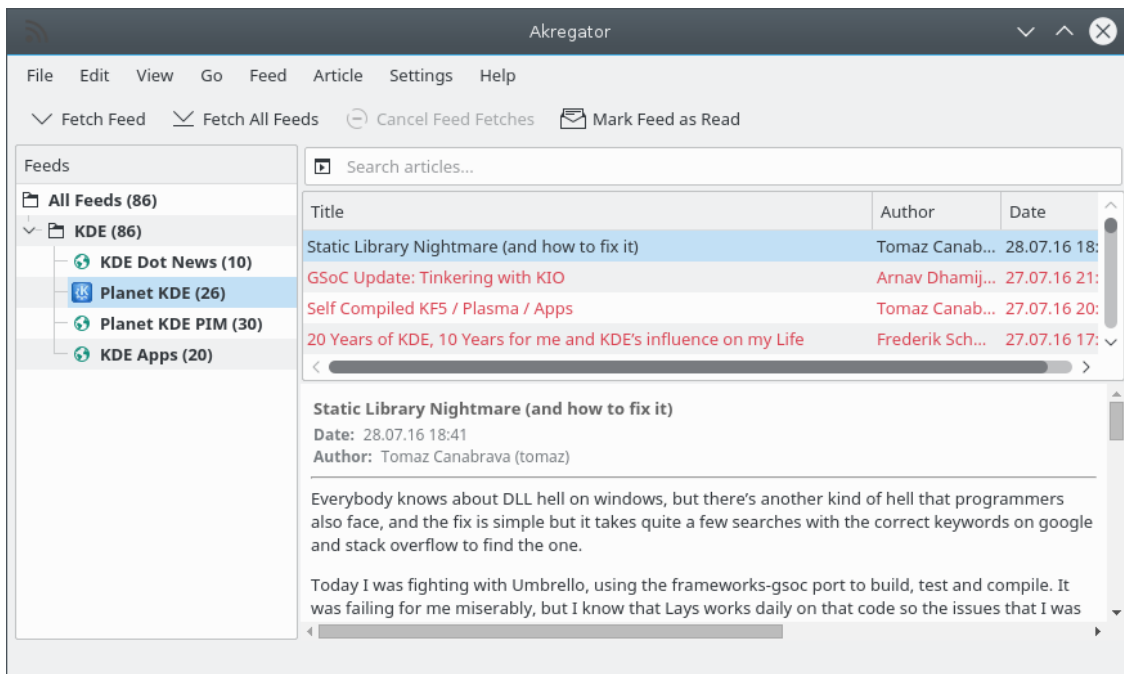 Akregator
File Edit View Go Feed Article Settings Help
Fetch Feed Fetch All Feeds Cancel Feed Fetches Mark Feed as Read
Feeds
All Feeds (86)
KDE (86)
KDE Dot News (10)
Planet KDE (26)
Planet KDE PIM (30)
KDE Apps (20)
Search articles...
Title Author Date
Static Library Nightmare (and how to fix it) Tomaz Canab... 28.07.16 18:
GSoC Update: Tinkering with KIO Arnav Dhamij... 27.07.16 21:
Self Compiled KF5 / Plasma / Apps Tomaz Canab... 27.07.16 20:
20 Years of KDE, 10 Years for me and KDE’s influence on my Life Frederik Sch... 27.07.16 17:
Static Library Nightmare (and how to fix it)
Date: 28.07.16 18:41
Author: Tomaz Canabrava (tomaz)
Everybody knows about DLL hell on windows, but there’s another kind of hell that programmers
also face, and the fix is simple but it takes quite a few searches with the correct keywords on google
and stack overflow to find the one.
Today I was fighting with Umbrello, using the frameworks-gsoc port to build, test and compile. It
was failing for me miserably, but I know that Lays works daily on that code so the issues that I was